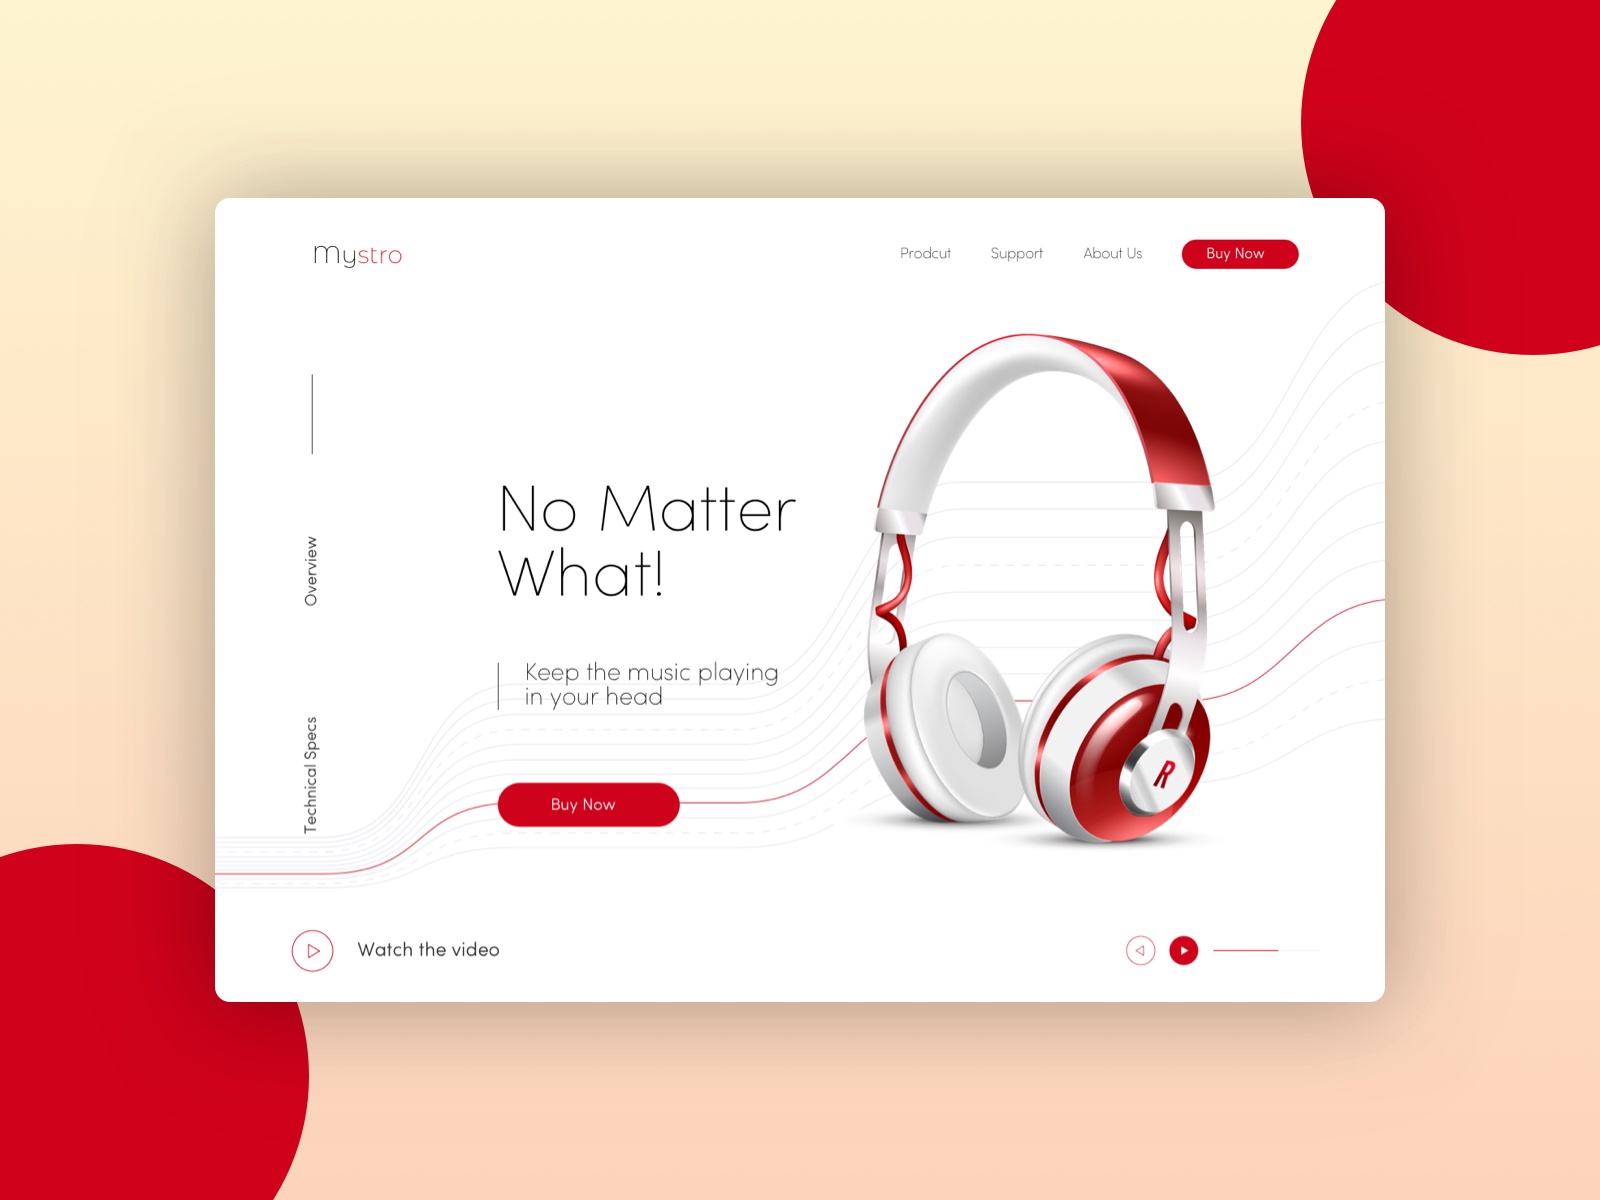 Mystro
Prodcut
Support
About Us
Buy Now
Overview
Technical Specs
No Matter
What!
Keep the music playing
in your head
Buy Now
R
Watch the video